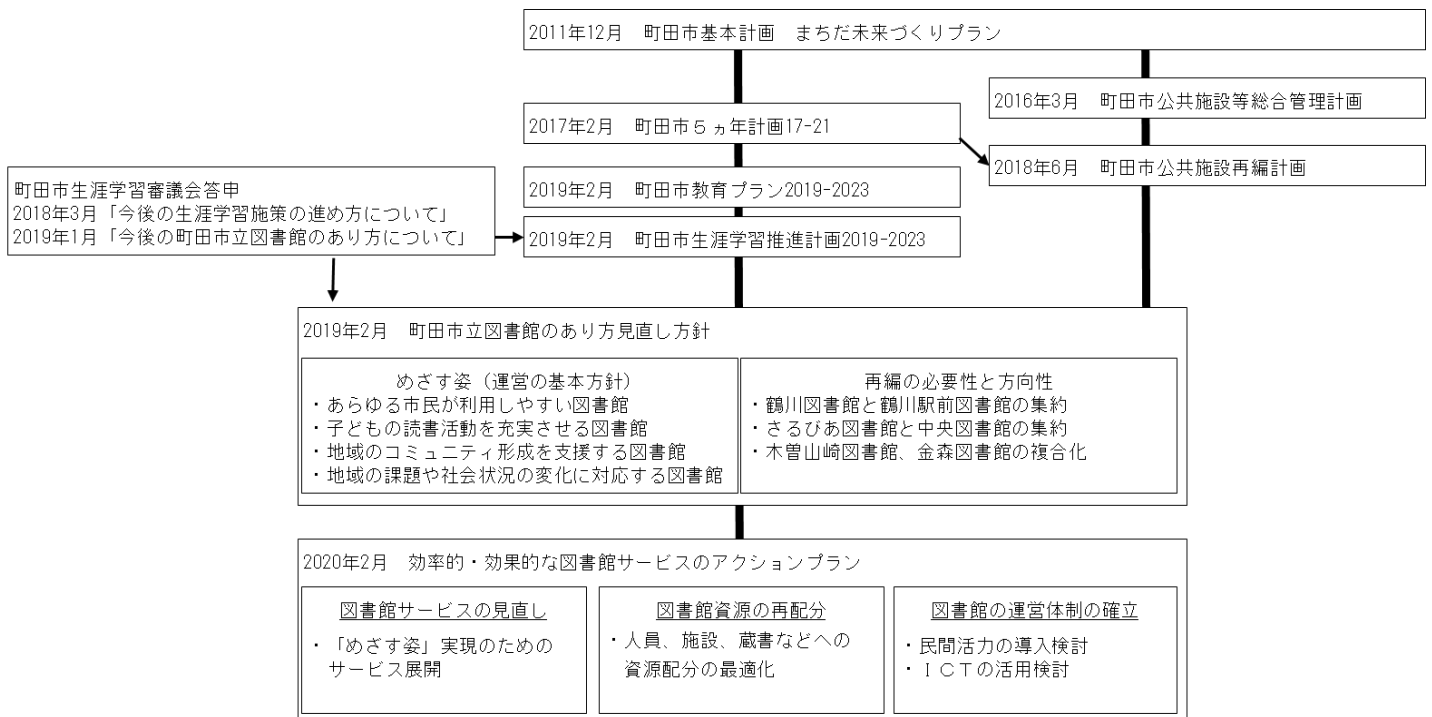 2011年12月　町田市基本計画　まちだ未来づくりプラン
2016年3月　町田市公共施設等総合管理計画
2017年2月　町田市５ヵ年計画17-21
2018年6月　町田市公共施設再編計画
町田市生涯学習審議会答申
2018年3月「今後の生涯学習施策の進め方について」
2019年1月「今後の町田市立図書館のあり方について」
2019年2月　町田市教育プラン2019-2023
2019年2月　町田市生涯学習推進計画2019-2023
2019年2月　町田市立図書館のあり方見直し方針
めざす姿（運営の基本方針）
・あらゆる市民が利用しやすい図書館
・子どもの読書活動を充実させる図書館
・地域のコミュニティ形成を支援する図書館
・地域の課題や社会状況の変化に対応する図書館
再編の必要性と方向性
・鶴川図書館と鶴川駅前図書館の集約
・さるびあ図書館と中央図書館の集約
・木曽山崎図書館、金森図書館の複合化
2020年2月　効率的・効果的な図書館サービスのアクションプラン
図書館サービスの見直し
・「めざす姿」実現のための
サービス展開
図書館資源の再配分
・人員、施設、蔵書などへの
資源配分の最適化
図書館の運営体制の確立
・民間活力の導入検討
・ＩＣＴの活用検討